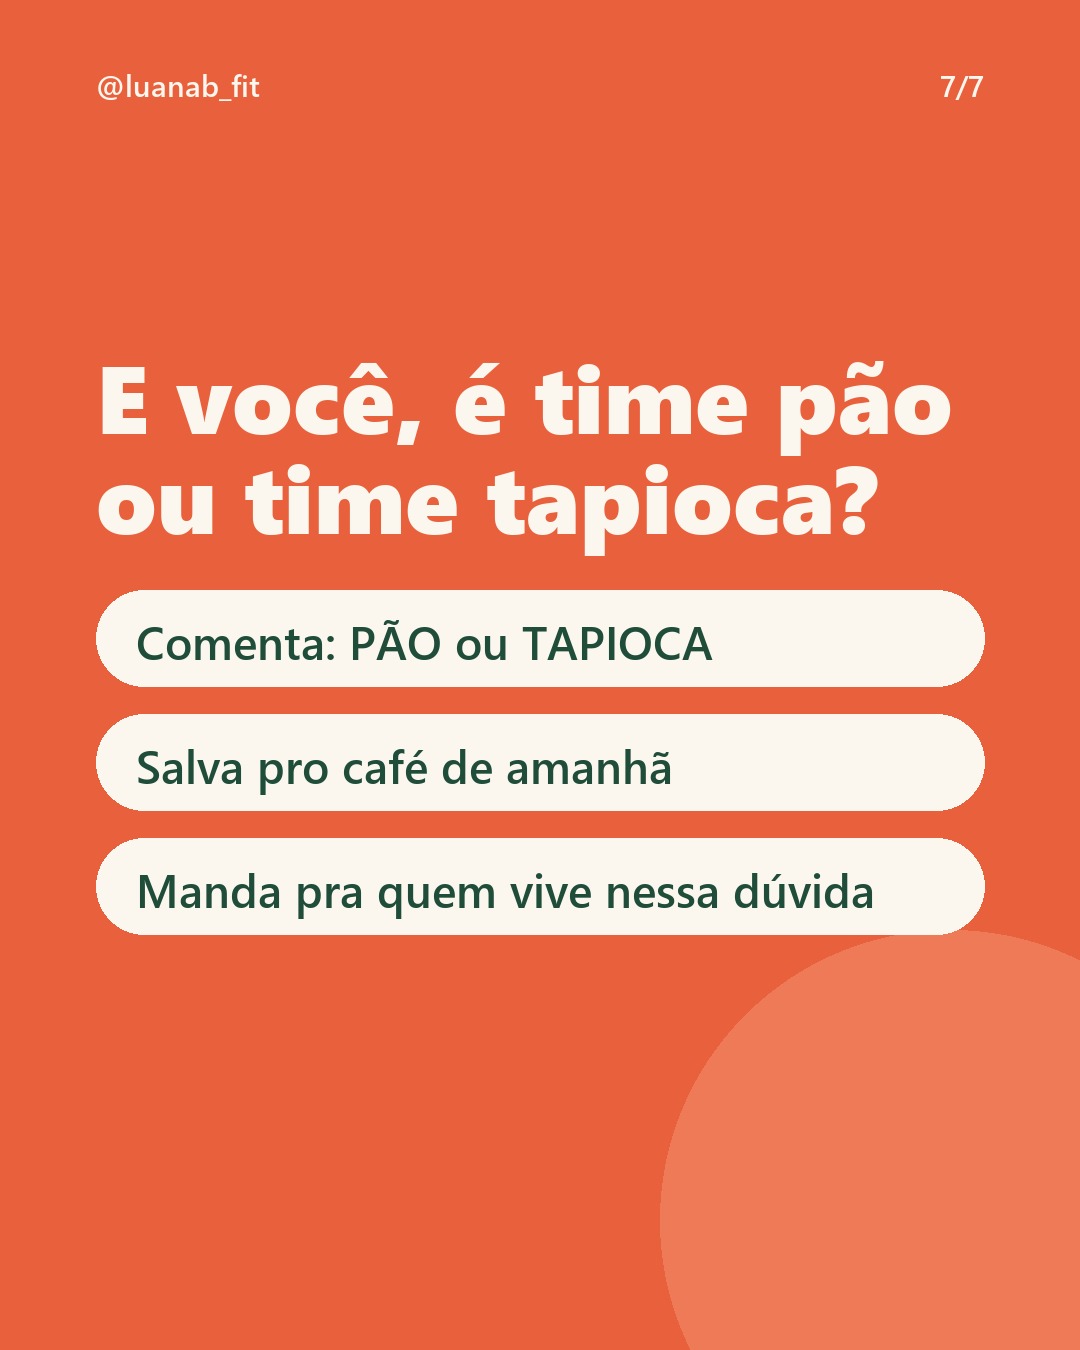 @luanab_fit
7/7
E você, é time pão
ou time tapioca?
Comenta: PÃO ou TAPIOCA
Salva pro café de amanhã
Manda pra quem vive nessa dúvida